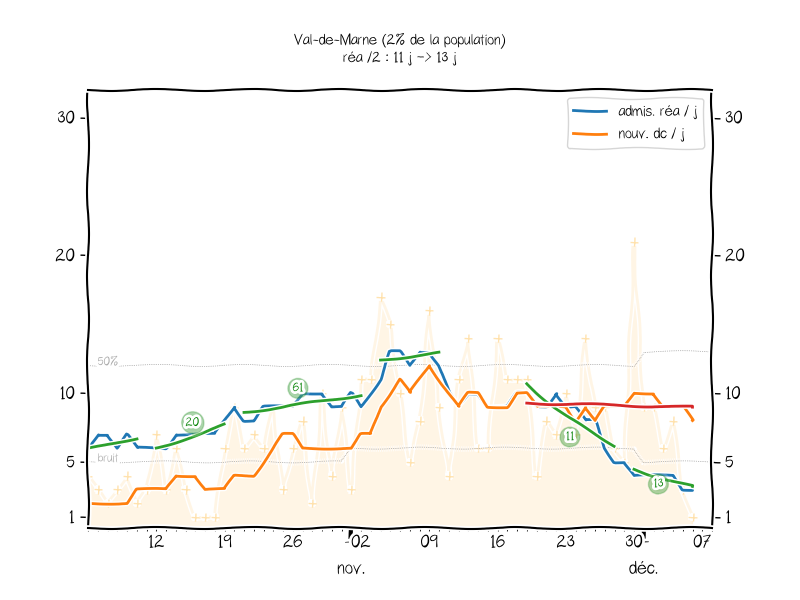 Val-de-Marne (2% de la population)
réa /2 : 11 j -> 13 j
admis. réa / j
nouv. dc / j
30
30
20
20
50%
10
10
61
20
11
bruit
5
5
13
1
1
12 19 26 02 09 16 23 30 07
nov. déc.